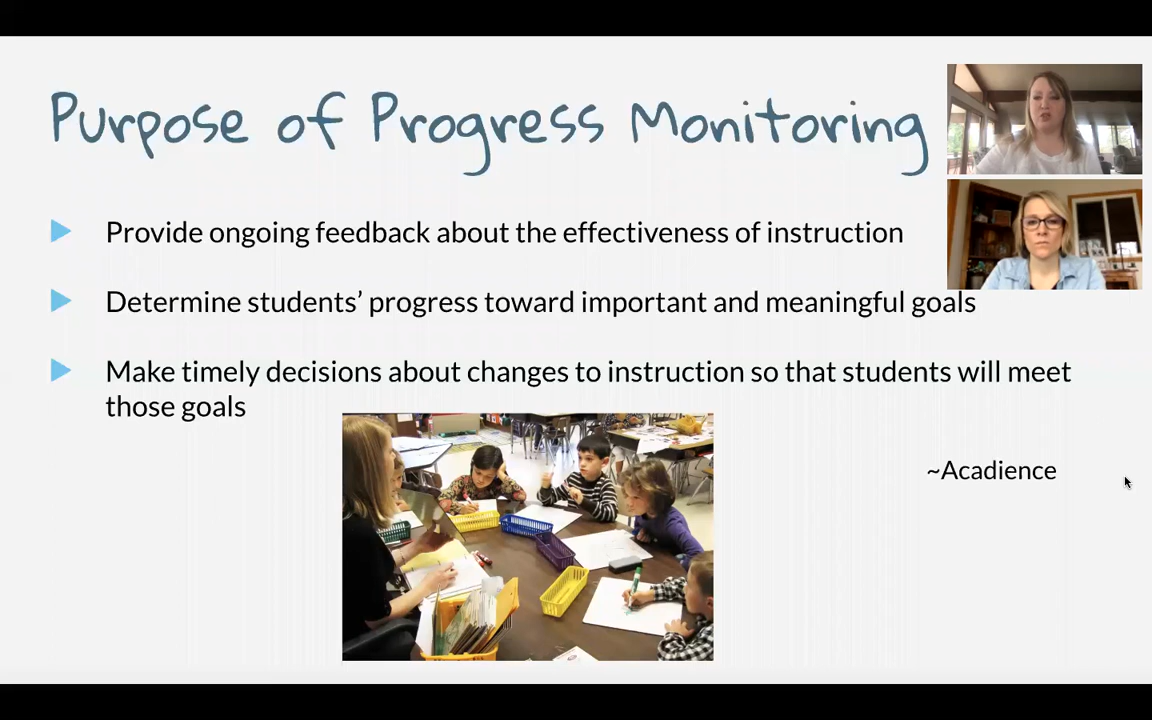 Purpose of Progress Monitoring
Provide ongoing feedback about the effectiveness of instruction
Determine students’ progress toward important and meaningful goals
Make timely decisions about changes to instruction so that students will meet
those goals
~Acadience